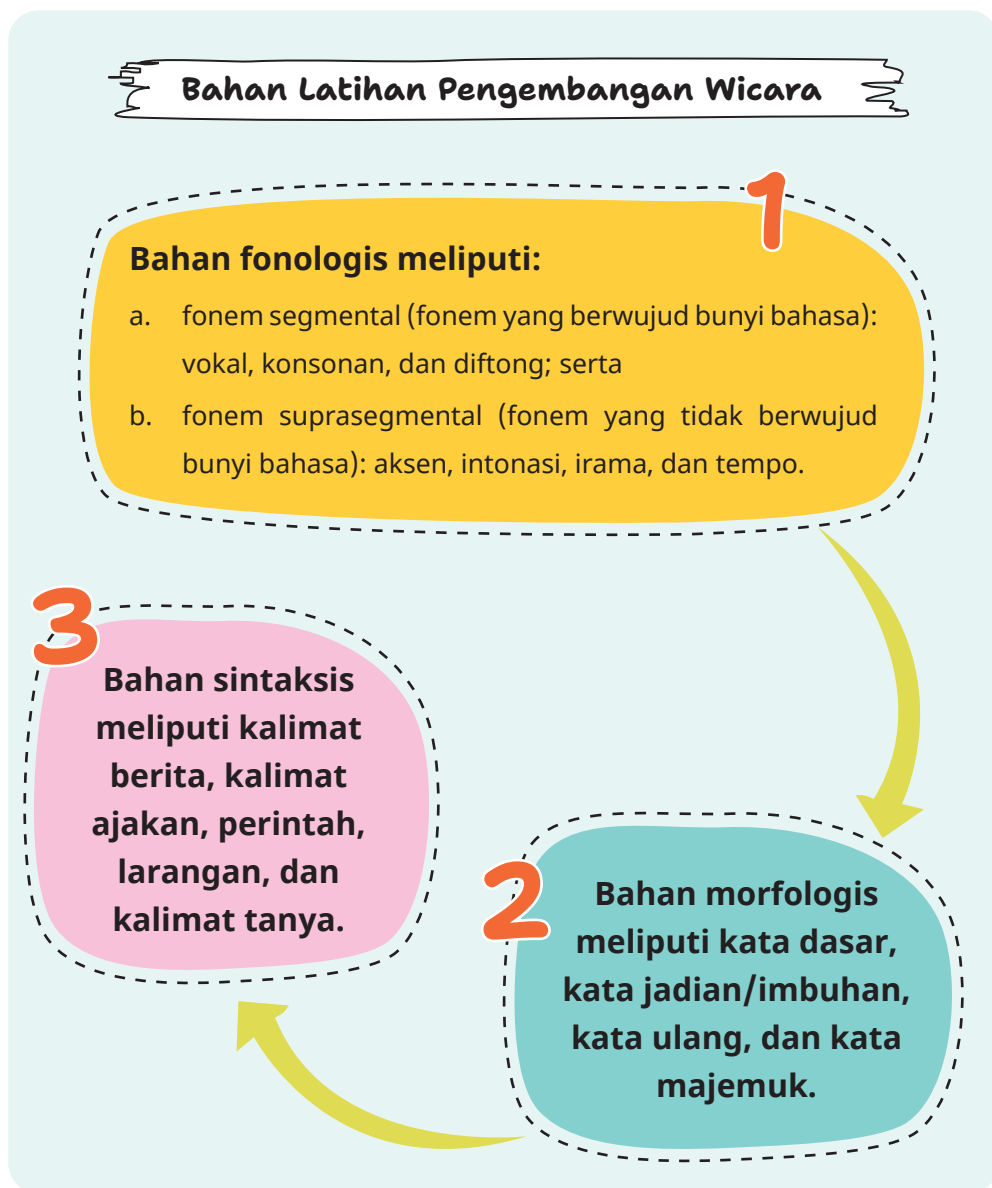 Bahan Latihan Pengembangan Wicara
1
Bahan fonologis meliputi:
a. fonem segmental (fonem yang berwujud bunyi bahasa):
vokal, konsonan, dan diftong; serta
b. fonem suprasegmental (fonem yang tidak berwujud
bunyi bahasa): aksen, intonasi, irama, dan tempo.
2
Bahan morfologis
meliputi kata dasar,
kata jadian/imbuhan,
kata ulang, dan kata
majemuk.
3
Bahan sintaksis
meliputi kalimat
berita, kalimat
ajakan, perintah,
larangan, dan
kalimat tanya.